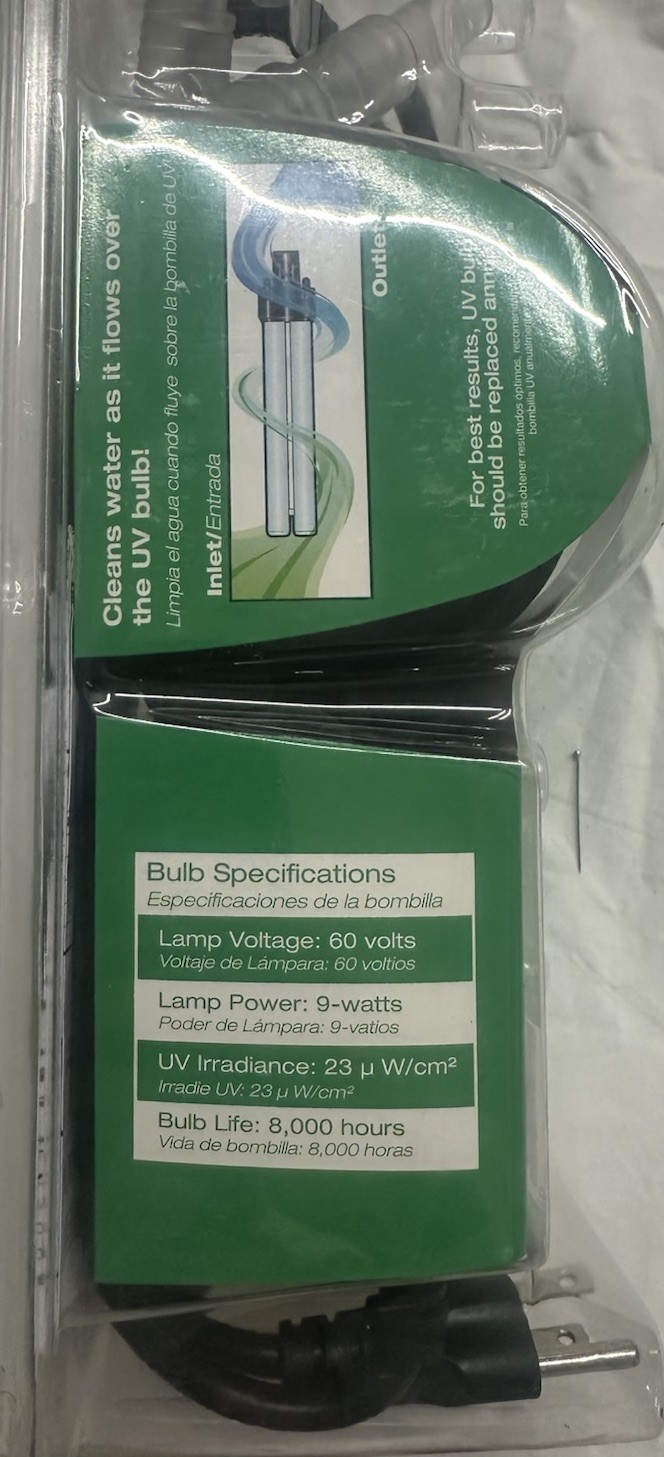 Cleans water as it flows over
the UV bulb!
Limpia el agua cuando fluye sobre la bombilla de UV
Inlet/Entrada
Outlet
For best results, UV bulb
should be replaced
Para obtener resultados óptimos,
bombilla UV anualmente
Bulb Specifications
Especificaciones de la bombilla
Lamp Voltage: 60 volts
Voltaje de Lámpara: 60 voltios
Lamp Power: 9-watts
Poder de Lámpara: 9-vatios
UV Irradiance: 23 µ W/cm²
Irradie UV: 23 µ W/cm²
Bulb Life: 8,000 hours
Vida de bombilla: 8,000 horas